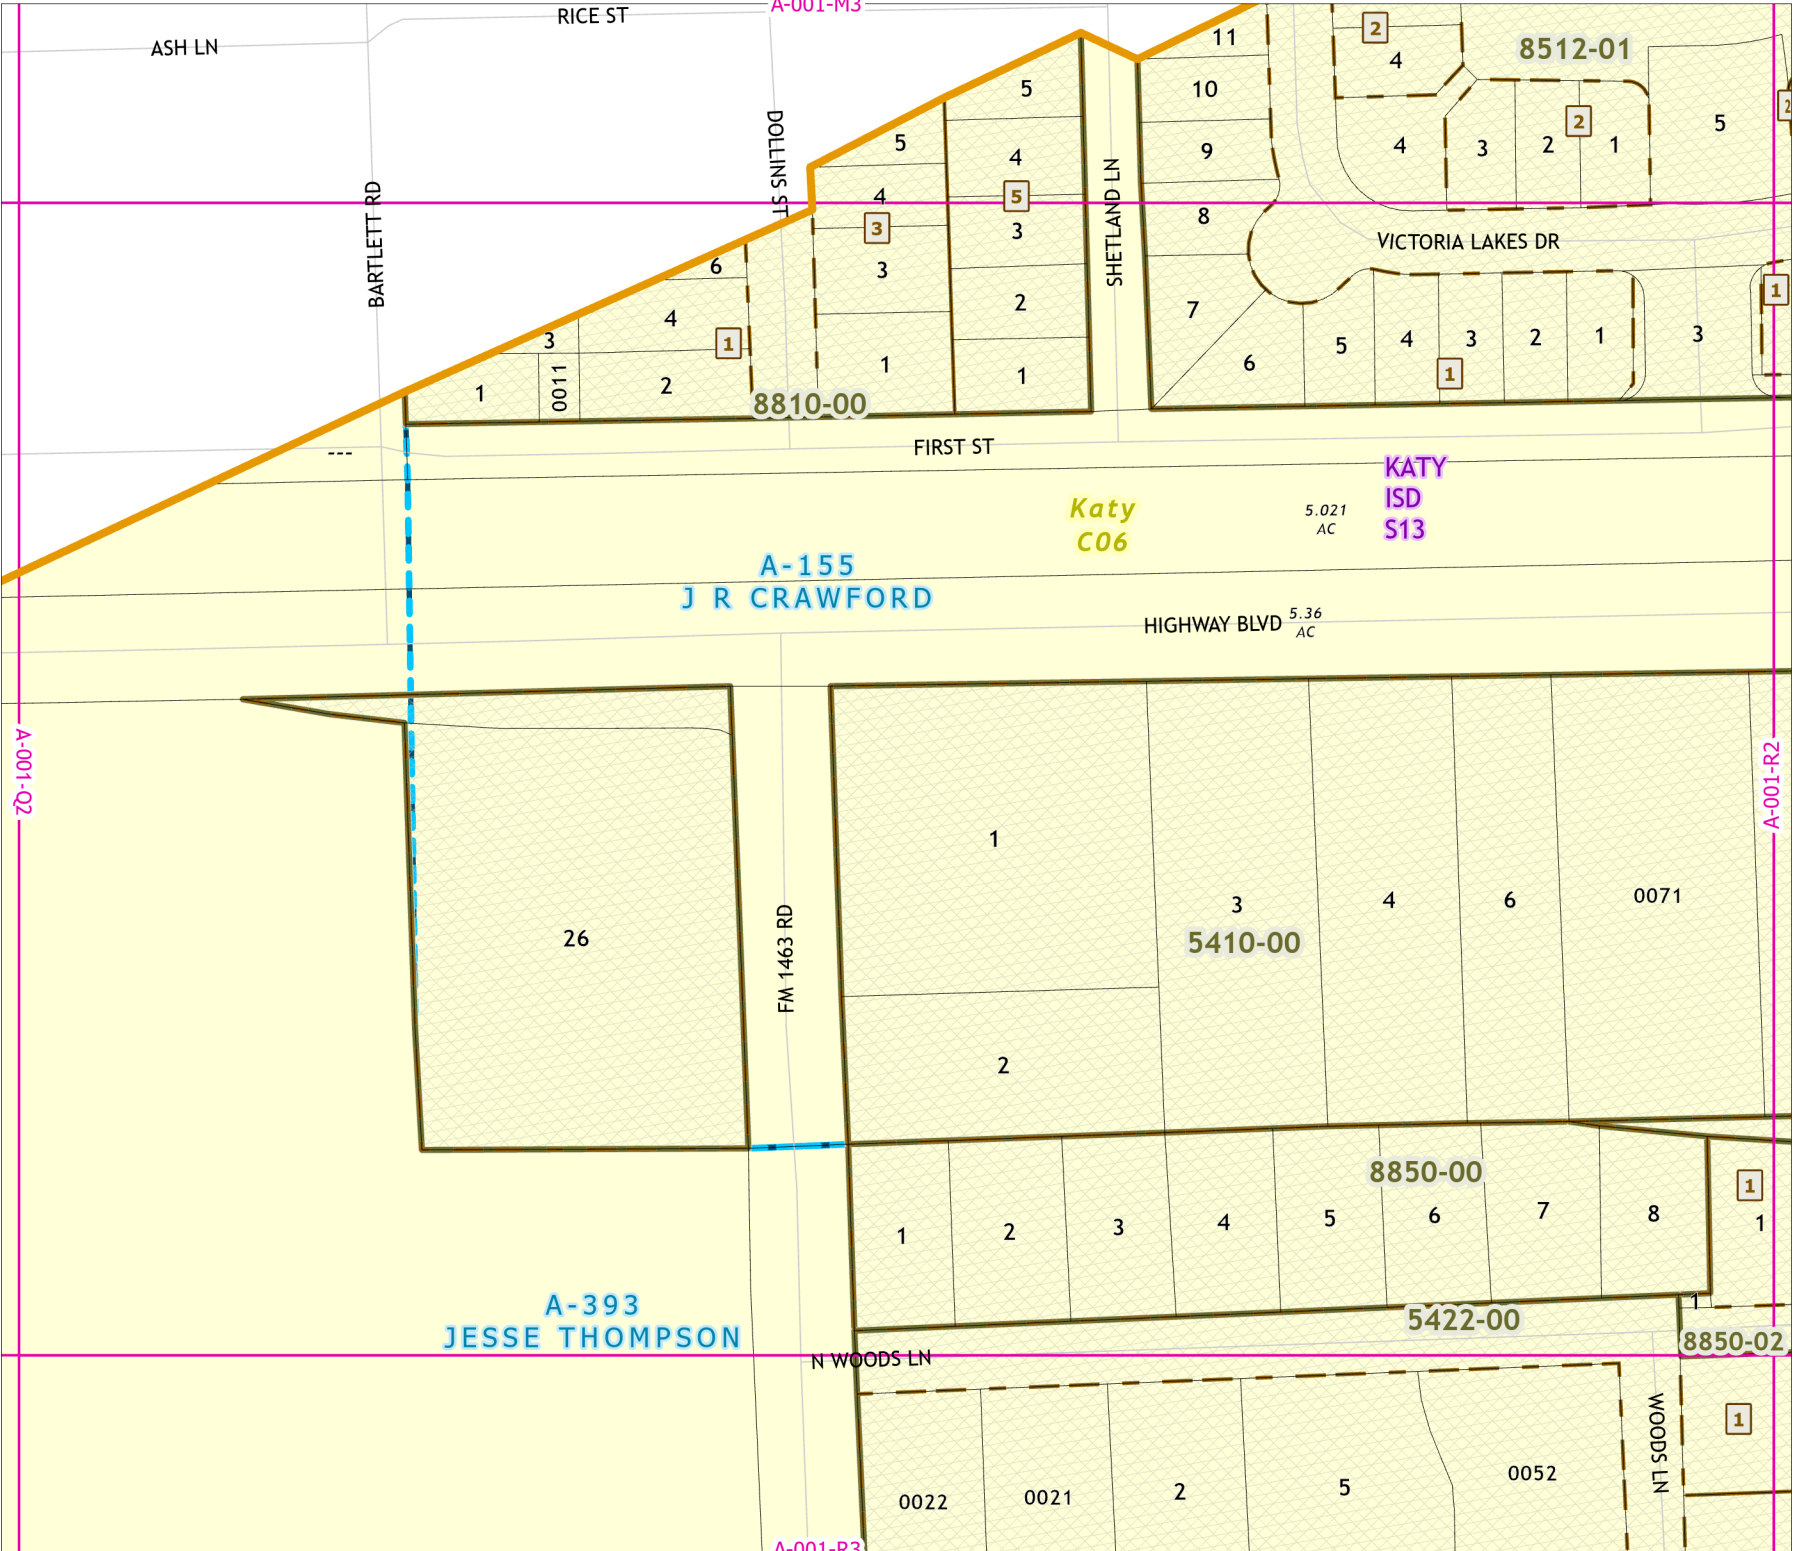 A-001-M3
RICE ST
ASH LN
11
2
4
8512-01
5
10
5
2
2
5
4
3
2
1
9
4
DOLLINS ST
BARTLETT RD
SHETLAND LN
4
5
3
8
3
VICTORIA LAKES DR
6
3
2
1
7
4
3
1
5
4
3
2
1
3
1
0011
2
1
1
6
1
8810-00
FIRST ST
---
KATY
ISD
S13
Katy
C06
5.021
AC
A-155
J R CRAWFORD
HIGHWAY BLVD
5.36
AC
A-001-Q2
A-001-R2
1
3
4
6
0071
5410-00
26
FM 1463 RD
2
8850-00
1
1
2
3
4
5
6
7
8
1
A-393
JESSE THOMPSON
1
5422-00
8850-02
N WOODS LN
WOODS LN
1
0022
0021
2
5
0052
A-001-R3